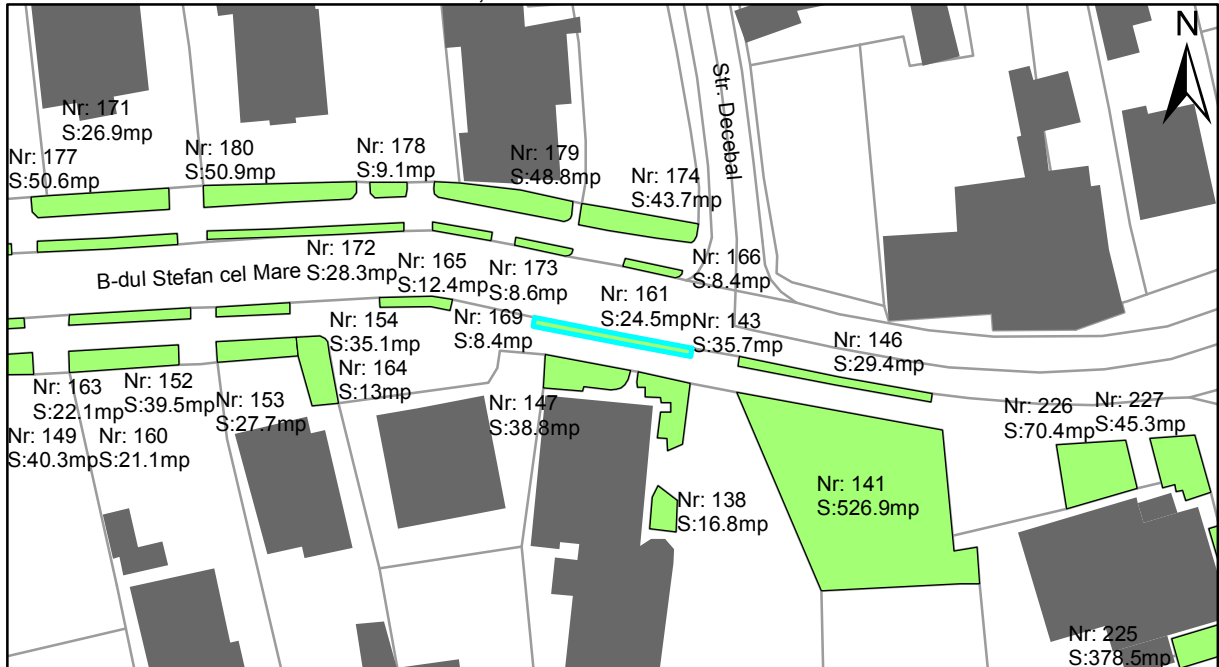 N
Str. Decebal
Nr: 171
S:26.9mp
Nr: 177
S:50.6mp
Nr: 180
S:50.9mp
Nr: 178
S:9.1mp
Nr: 179
S:48.8mp
Nr: 174
S:43.7mp
B-dul Stefan cel Mare
Nr: 172
S:28.3mp
Nr: 165
S:12.4mp
Nr: 173
S:8.6mp
Nr: 166
S:8.4mp
Nr: 161
S:24.5mp
Nr: 154
S:35.1mp
Nr: 169
S:8.4mp
Nr: 143
S:35.7mp
Nr: 146
S:29.4mp
Nr: 164
S:13mp
Nr: 163
S:22.1mp
Nr: 152
S:39.5mp
Nr: 153
S:27.7mp
Nr: 147
S:38.8mp
Nr: 226
S:70.4mp
Nr: 227
S:45.3mp
Nr: 149
S:40.3mp
Nr: 160
S:21.1mp
Nr: 138
S:16.8mp
Nr: 141
S:526.9mp
Nr: 225
S:378.5mp